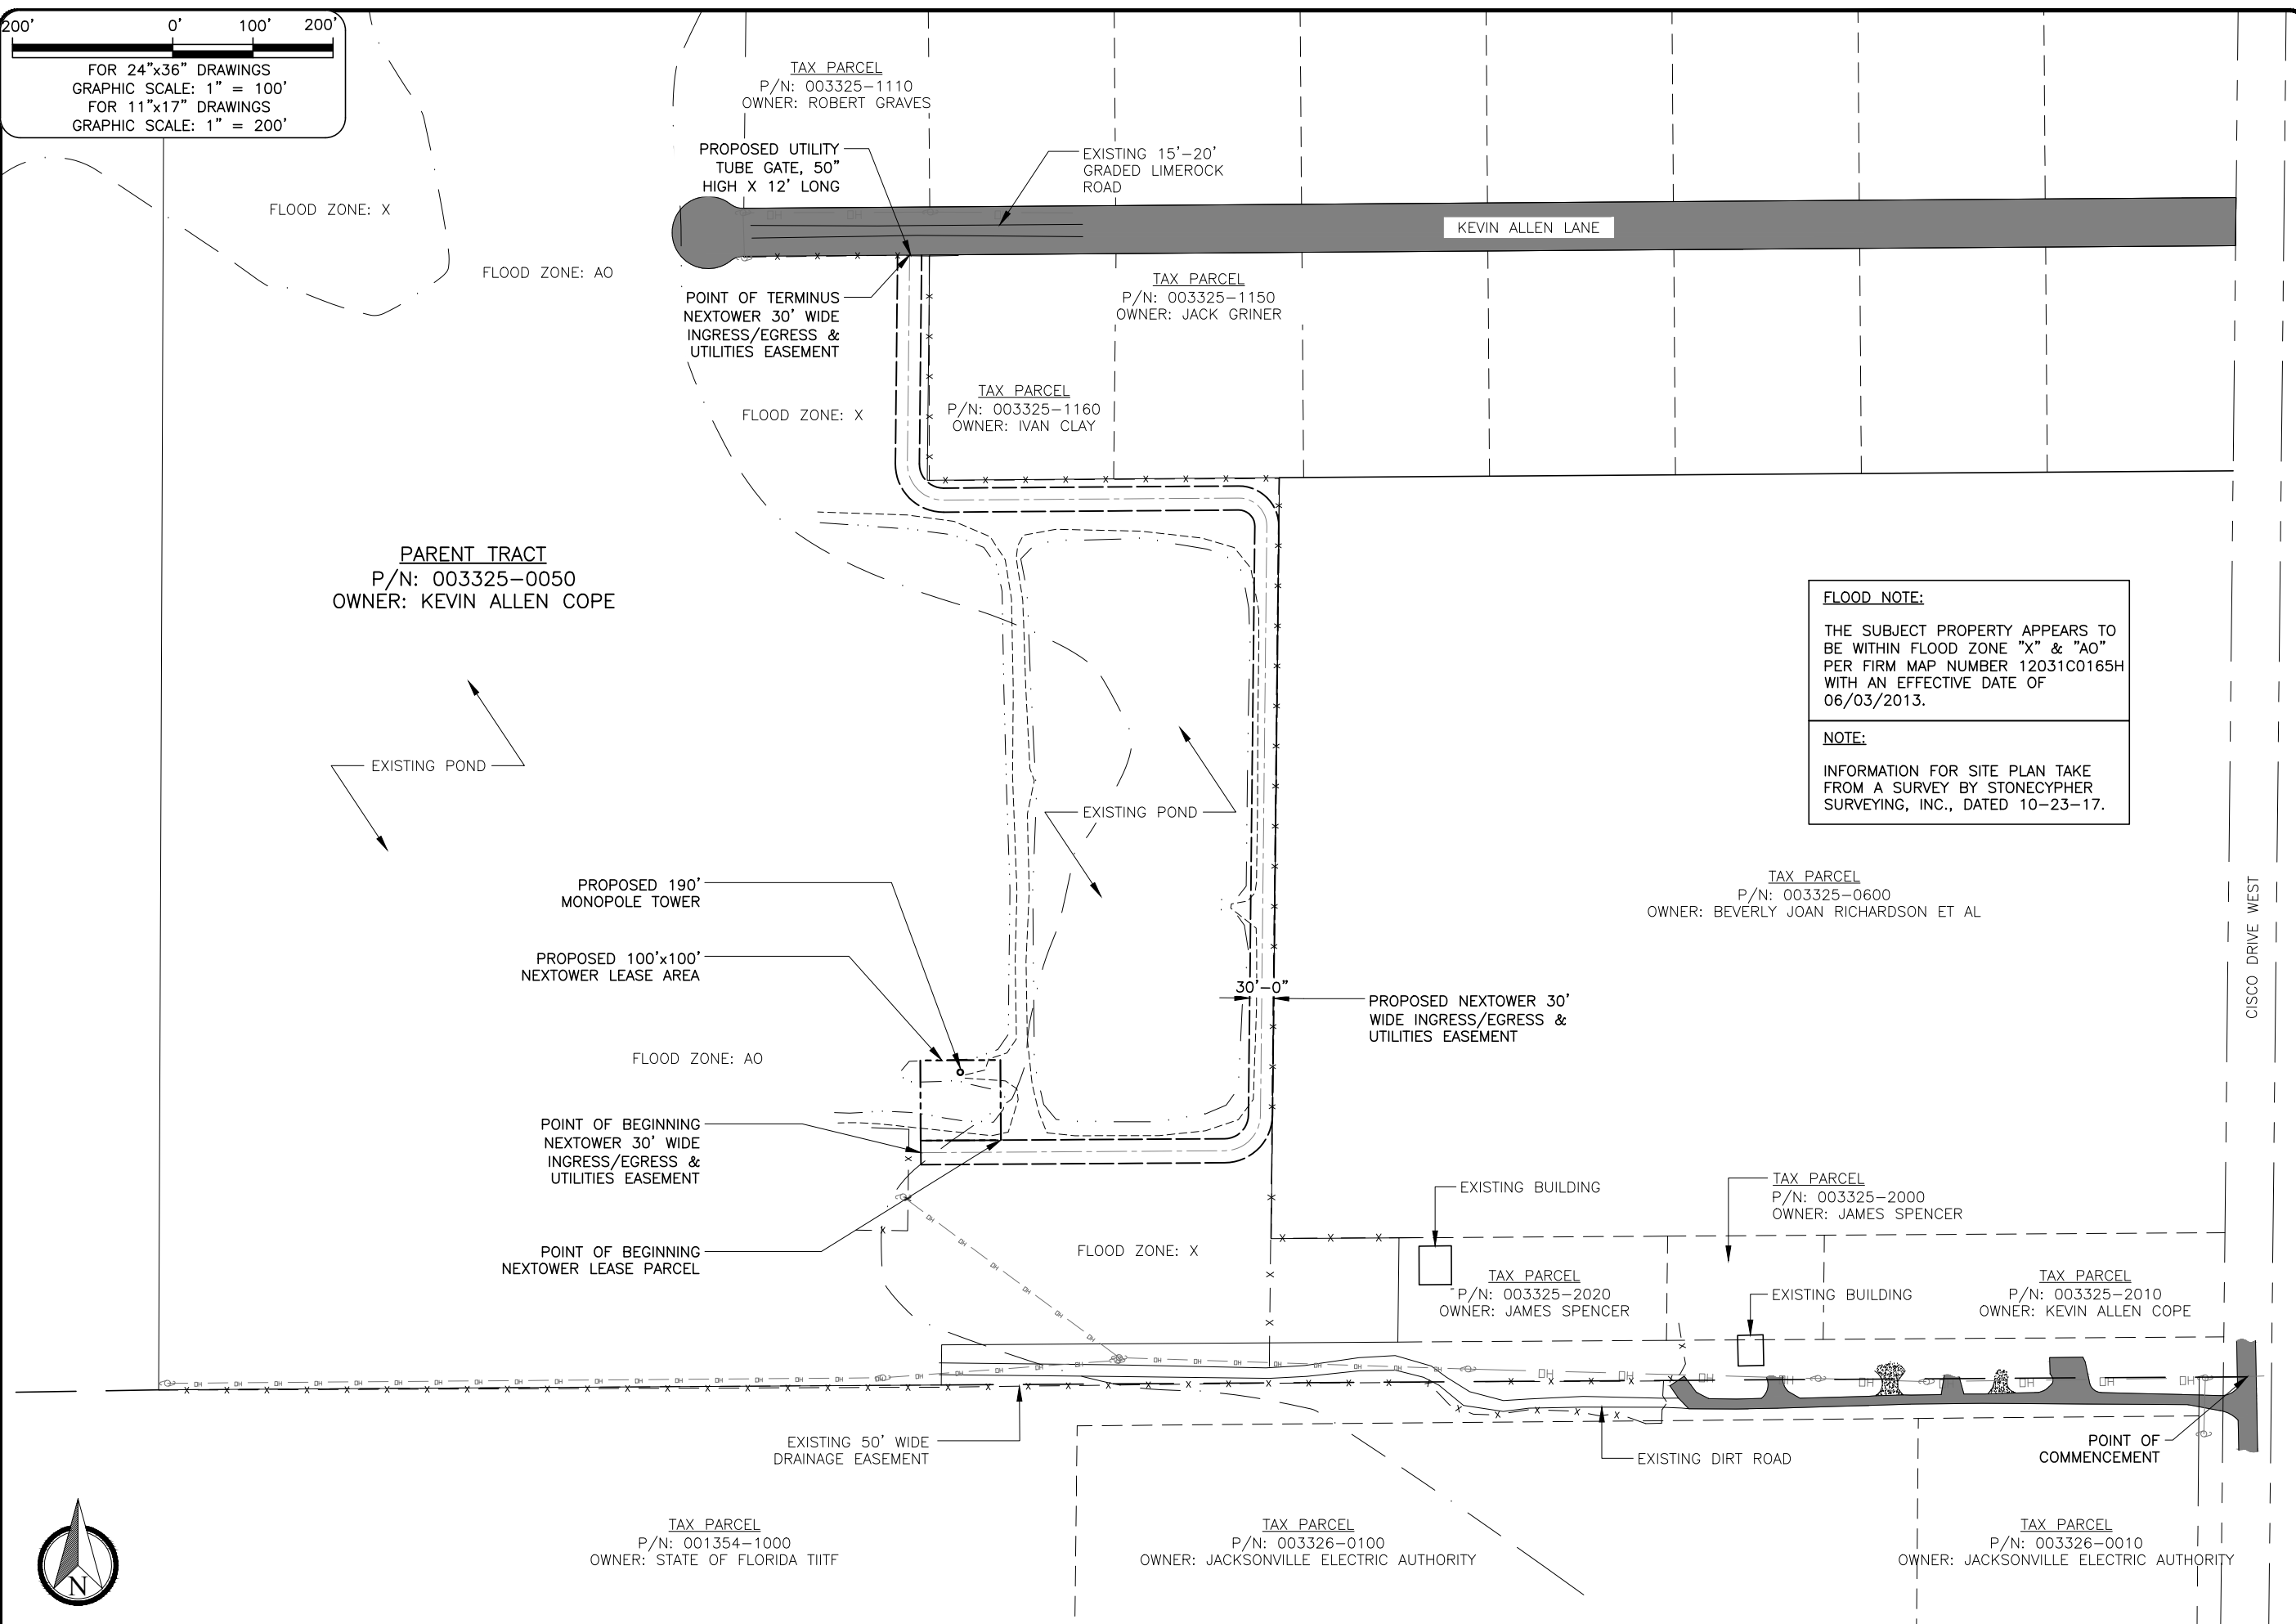 200' 0' 100' 200'
FOR 24"x36" DRAWINGS
GRAPHIC SCALE: 1" = 100'
FOR 11"x17" DRAWINGS
GRAPHIC SCALE: 1" = 200'
TAX PARCEL
P/N: 003325-1110
OWNER: ROBERT GRAVES
PROPOSED UTILITY
TUBE GATE, 50"
HIGH X 12' LONG
EXISTING 15'-20'
GRADED LIMEROCK
ROAD
FLOOD ZONE: X
KEVIN ALLEN LANE
FLOOD ZONE: AO
POINT OF TERMINUS
NEXTOWER 30' WIDE
INGRESS/EGRESS &
UTILITIES EASEMENT
TAX PARCEL
P/N: 003325-1150
OWNER: JACK GRINER
FLOOD ZONE: X
TAX PARCEL
P/N: 003325-1160
OWNER: IVAN CLAY
PARENT TRACT
P/N: 003325-0050
OWNER: KEVIN ALLEN COPE
FLOOD NOTE:
THE SUBJECT PROPERTY APPEARS TO
BE WITHIN FLOOD ZONE "X" & "AO"
PER FIRM MAP NUMBER 12031C0165H
WITH AN EFFECTIVE DATE OF
06/03/2013.
NOTE:
INFORMATION FOR SITE PLAN TAKE
FROM A SURVEY BY STONECYPHER
SURVEYING, INC., DATED 10-23-17.
EXISTING POND
EXISTING POND
PROPOSED 190'
MONOPOLE TOWER
TAX PARCEL
P/N: 003325-0600
OWNER: BEVERLY JOAN RICHARDSON ET AL
CISCO DRIVE WEST
PROPOSED 100'x100'
NEXTOWER LEASE AREA
30'-0"
PROPOSED NEXTOWER 30'
WIDE INGRESS/EGRESS &
UTILITIES EASEMENT
FLOOD ZONE: AO
POINT OF BEGINNING
NEXTOWER 30' WIDE
INGRESS/EGRESS &
UTILITIES EASEMENT
EXISTING BUILDING
TAX PARCEL
P/N: 003325-2000
OWNER: JAMES SPENCER
POINT OF BEGINNING
NEXTOWER LEASE PARCEL
FLOOD ZONE: X
TAX PARCEL
P/N: 003325-2020
OWNER: JAMES SPENCER
EXISTING BUILDING
TAX PARCEL
P/N: 003325-2010
OWNER: KEVIN ALLEN COPE
EXISTING 50' WIDE
DRAINAGE EASEMENT
EXISTING DIRT ROAD
POINT OF
COMMENCEMENT
TAX PARCEL
P/N: 001354-1000
OWNER: STATE OF FLORIDA TIITF
TAX PARCEL
P/N: 003326-0100
OWNER: JACKSONVILLE ELECTRIC AUTHORITY
TAX PARCEL
P/N: 003326-0010
OWNER: JACKSONVILLE ELECTRIC AUTHORITY
N